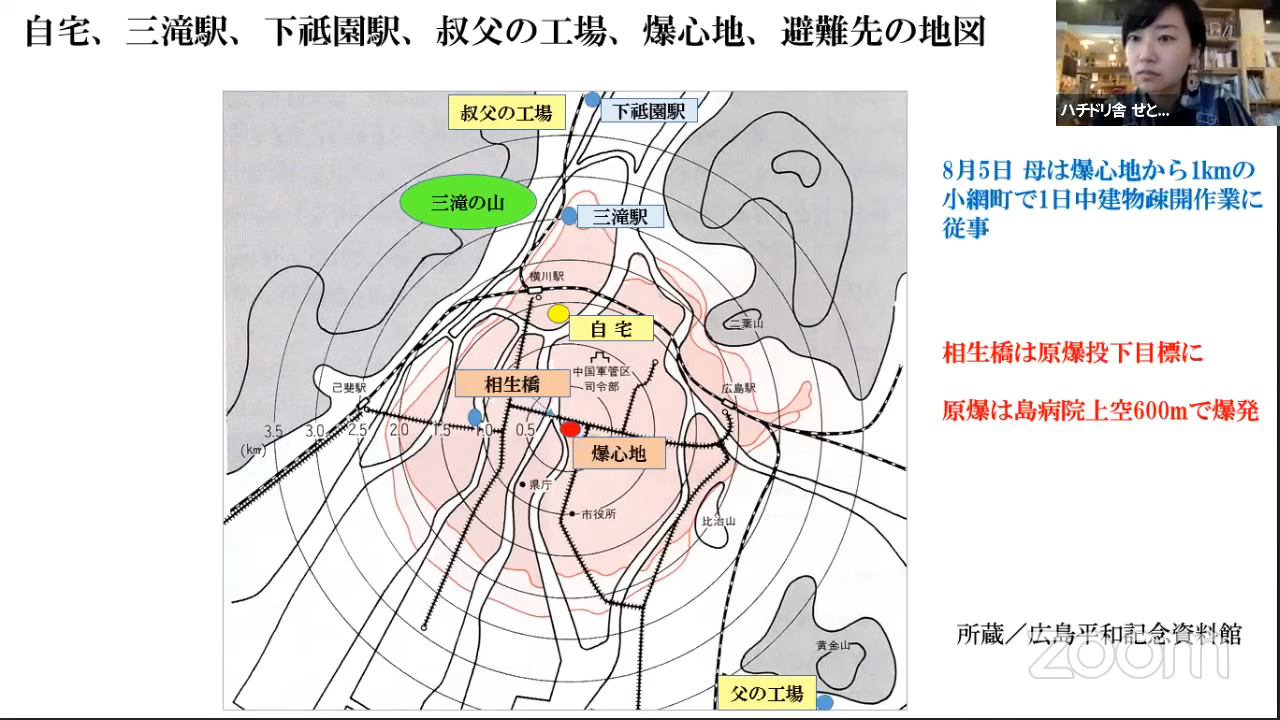 自宅、三滝駅、下祗園駅、叔父の工場、爆心地、避難先の地図
ハチドリ舎 せと...
叔父の工場
下祗園駅
三滝の山
三滝駅
横川駅
自 宅
二葉山
中国軍管区
司令部
相生橋
己斐駅
広島駅
3.5 3.0 2.5 2.0 1.5 1.0 0.5
(km)
爆心地
県庁
市役所
比治山
黄金山
父の工場
8月5日 母は爆心地から1kmの
小網町で1日中建物疎開作業に
従事
相生橋は原爆投下目標に
原爆は島病院上空600mで爆発
所蔵／広島平和記念資料館
zoom